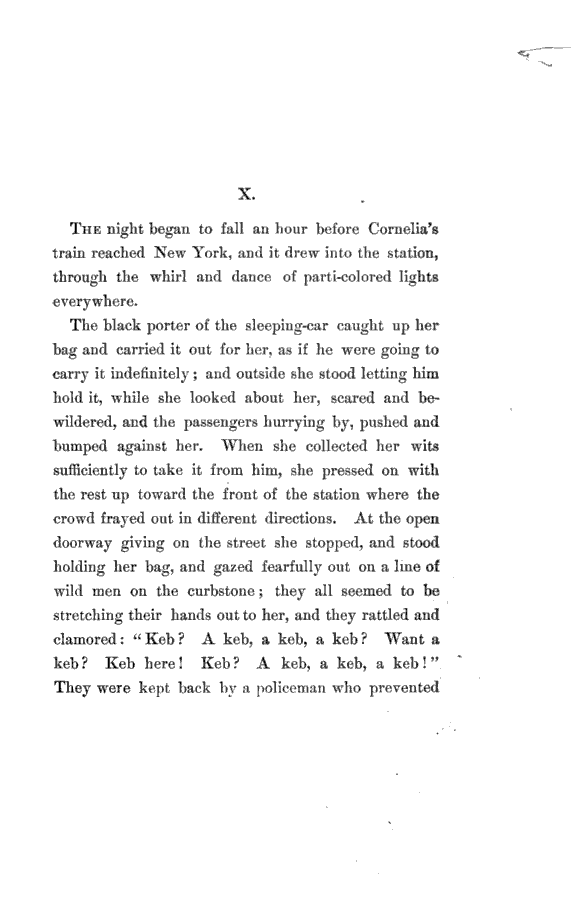 X.
The night began to fall an hour before Cornelia's
train reached New York, and it drew into the station,
through the whirl and dance of parti-colored lights
everywhere.
The black porter of the sleeping-car caught up her
bag and carried it out for her, as if he were going to
carry it indefinitely; and outside she stood letting him
hold it, while she looked about her, scared and be-
wildered, and the passengers hurrying by, pushed and
bumped against her. When she collected her wits
sufficiently to take it from him, she pressed on with
the rest up toward the front of the station where the
crowd frayed out in different directions. At the open
doorway giving on the street she stopped, and stood
holding her bag, and gazed fearfully out on a line of
wild men on the curbstone; they all seemed to be
stretching their hands out to her, and they rattled and
clamored: "Keb? A keb, a keb, a keb? Want a
keb? Keb here! Keb? A keb, a keb, a keb!"
They were kept back by a policeman who prevented